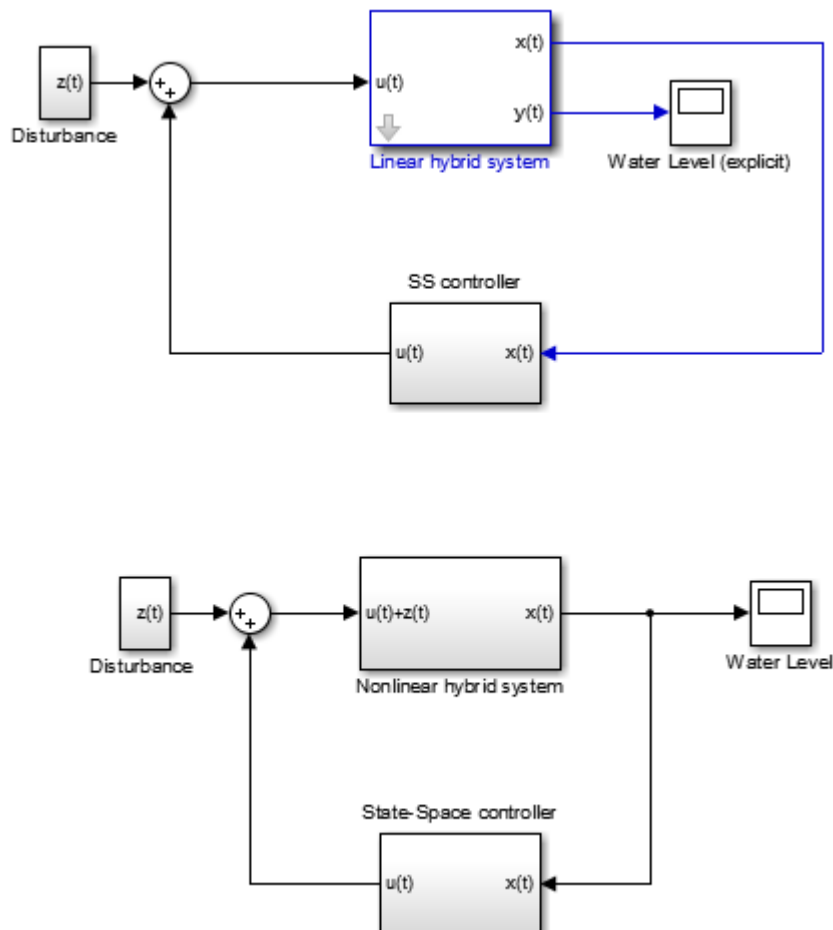 x(t)
z(t)
+
+
u(t)
y(t)
Disturbance
Linear hybrid system
Water Level (explicit)
SS controller
u(t)
x(t)
z(t)
+
+
u(t)+z(t)
x(t)
Disturbance
Nonlinear hybrid system
Water Level
State-Space controller
u(t)
x(t)